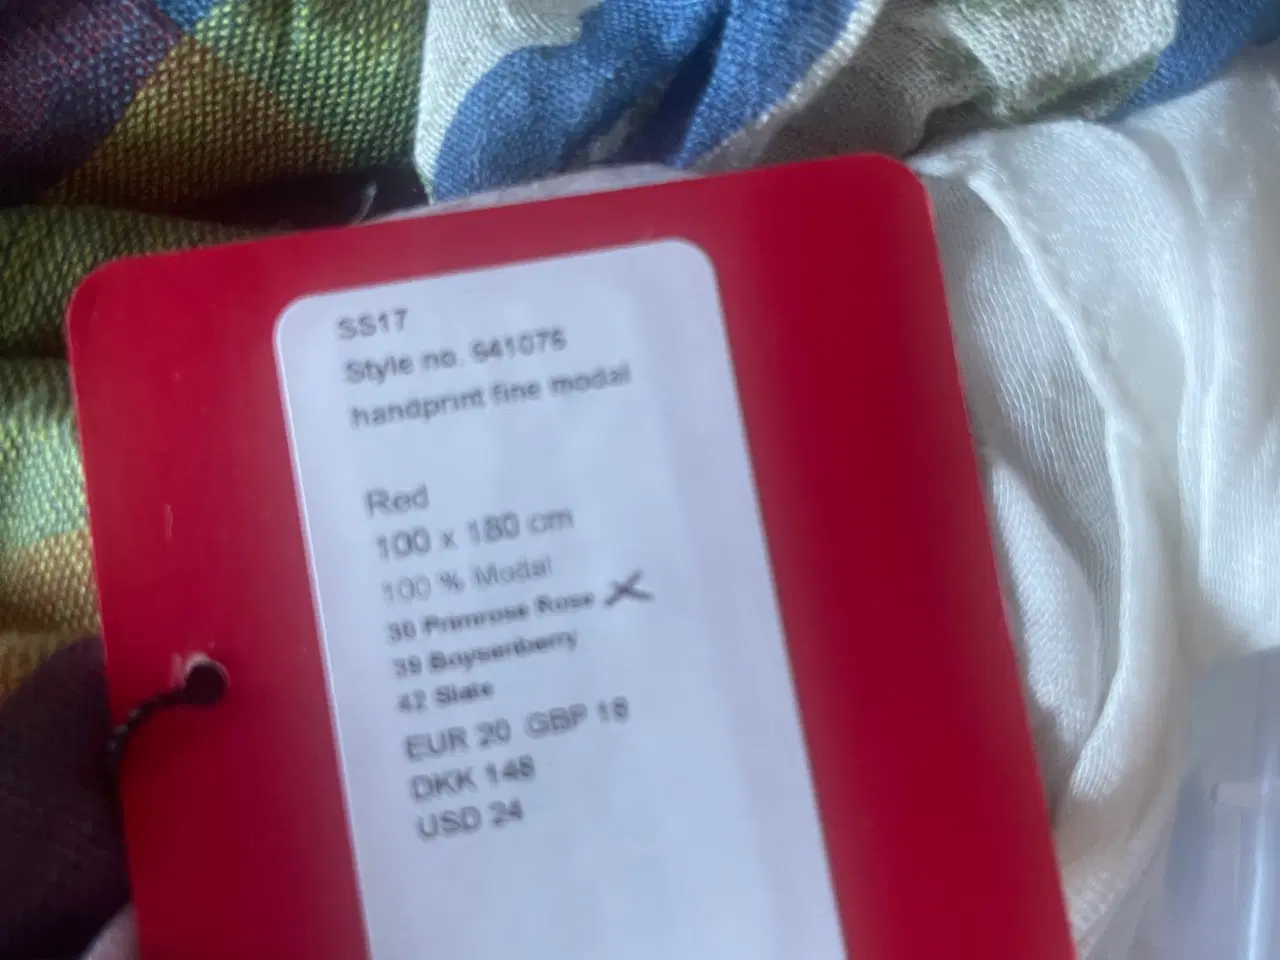 SS17
Style no. 641076
handprint fine modal
Red
100 x 180 cm
100 % Modal
30 Primrose Rose X
39 Boysenberry
42 Slate
EUR 20 GBP 18
DKK 148
USD 24